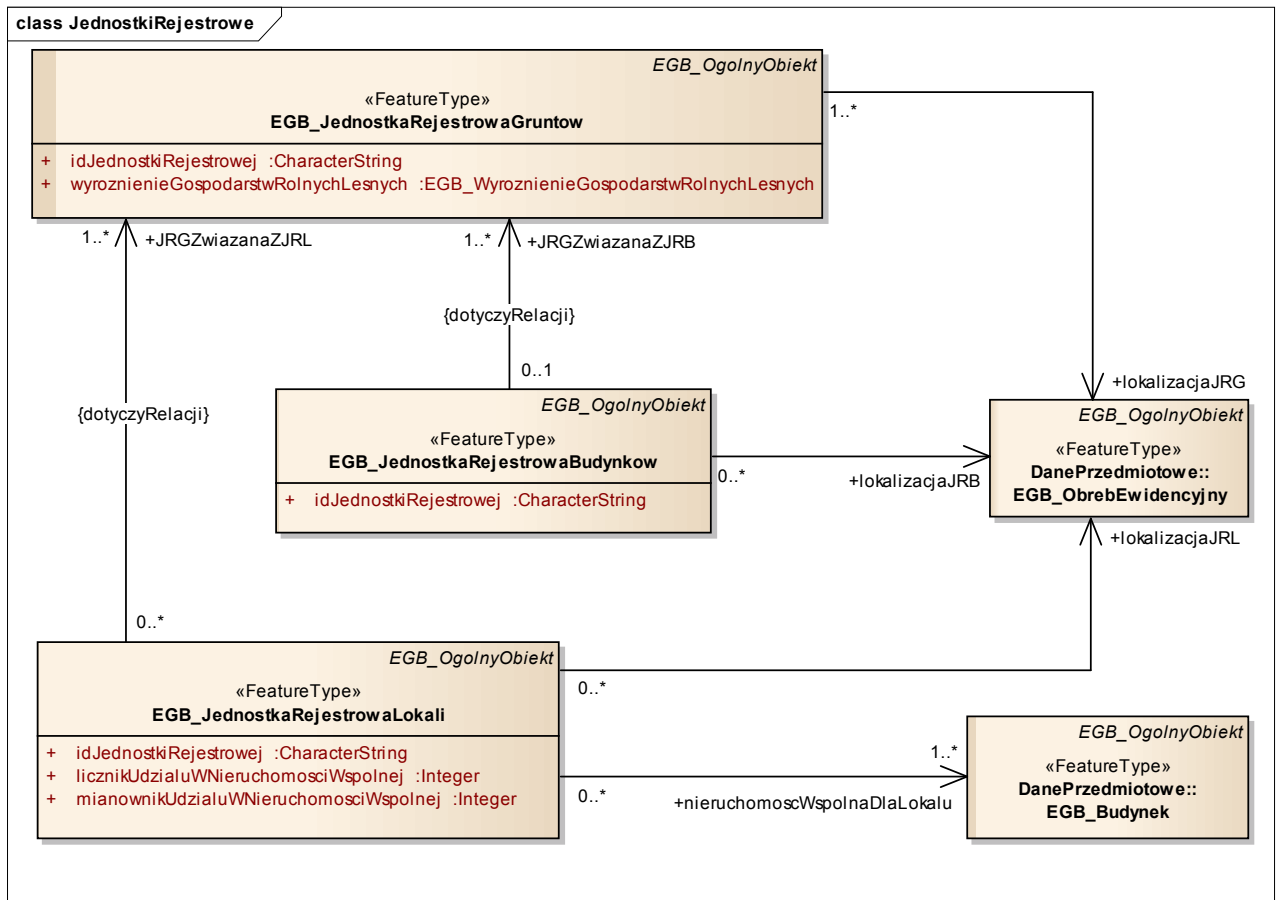 class JednostkiRejestrowe
EGB_OgolnyObiekt
«FeatureType»
EGB_JednostkaRejestrowaGruntow
+ idJednostkiRejestrowej :CharacterString
+ wyroznienieGospodarstwRolnychLesnych :EGB_WyroznienieGospodarstwRolnychLesnych
1..*
1..* +JRGZwiazanaZJRL
1..* +JRGZwiazanaZJRB
{dotyczyRelacji}
0..1
+lokalizacjaJRG
EGB_OgolnyObiekt
«FeatureType»
EGB_JednostkaRejestrowaBudynkow
+ idJednostkiRejestrowej :CharacterString
{dotyczyRelacji}
0..*
+lokalizacjaJRB
EGB_OgolnyObiekt
«FeatureType»
DanePrzedmiotowe::
EGB_ObrebEwidencyjny
+lokalizacjaJRL
0..*
EGB_OgolnyObiekt
«FeatureType»
EGB_JednostkaRejestrowaLokali
+ idJednostkiRejestrowej :CharacterString
+ licznikUdzialuWNieruchomosciWspolnej :Integer
+ mianownikUdzialuWNieruchomosciWspolnej :Integer
0..*
0..*
1..*
+nieruchomoscWspolnaDlaLokalu
EGB_OgolnyObiekt
«FeatureType»
DanePrzedmiotowe::
EGB_Budynek